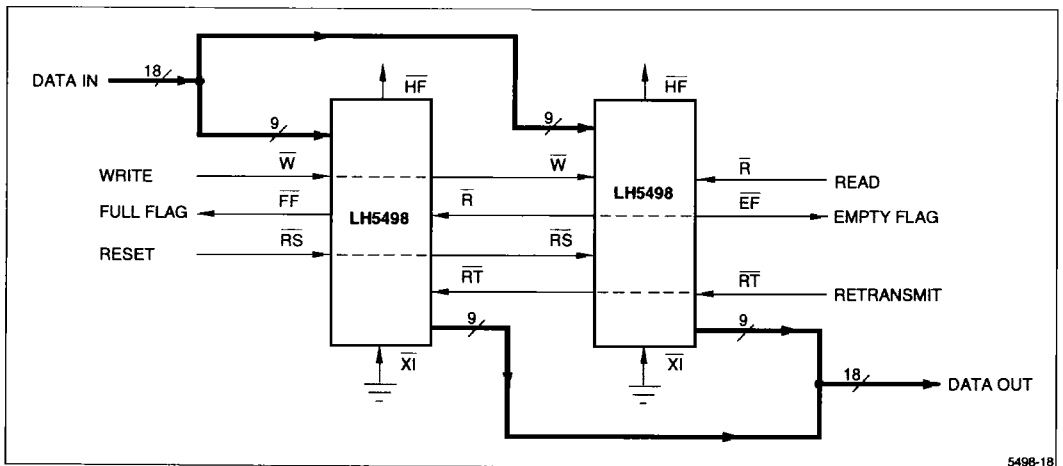 HF HF
DATA IN 18
9 9
W W R
WRITE READ
FF R EF
FULL FLAG LH5498 LH5498 EMPTY FLAG
RS RS
RESET
RT RT
RETRANSMIT
9 9
XI XI
18 DATA OUT
5498-18